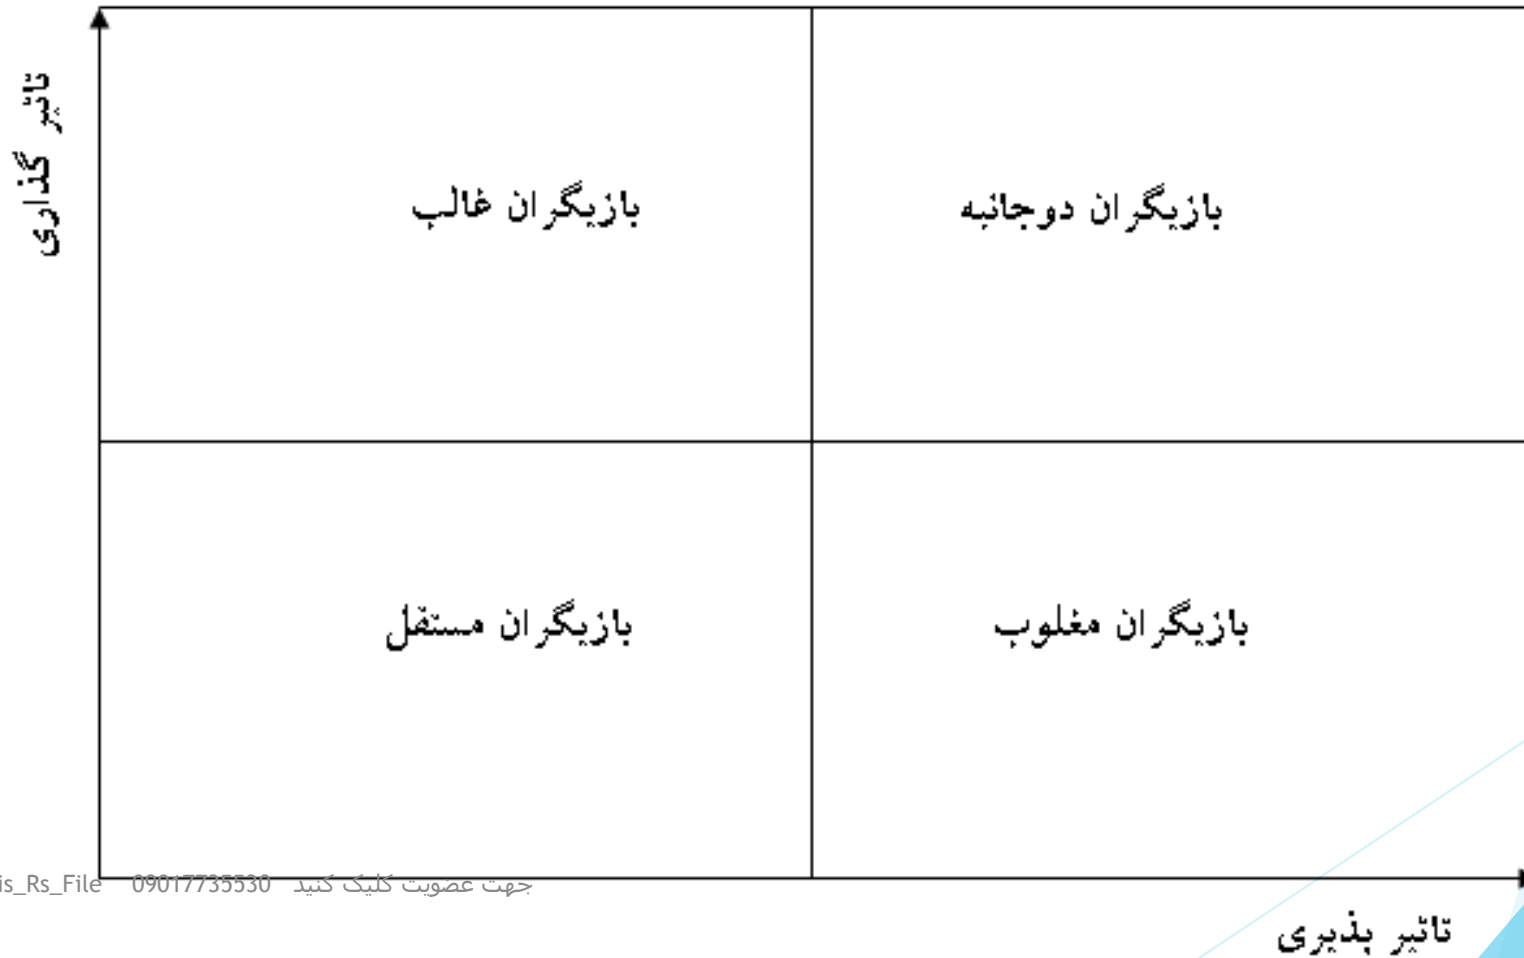 تاثیر گذاری
بازیگران دوجانبه
بازیگران غالب
بازیگران مغلوب
بازیگران مستقل
is_Rs_File 09017735530 جهت عضویت کلیک کنید
تاثیر پذیری